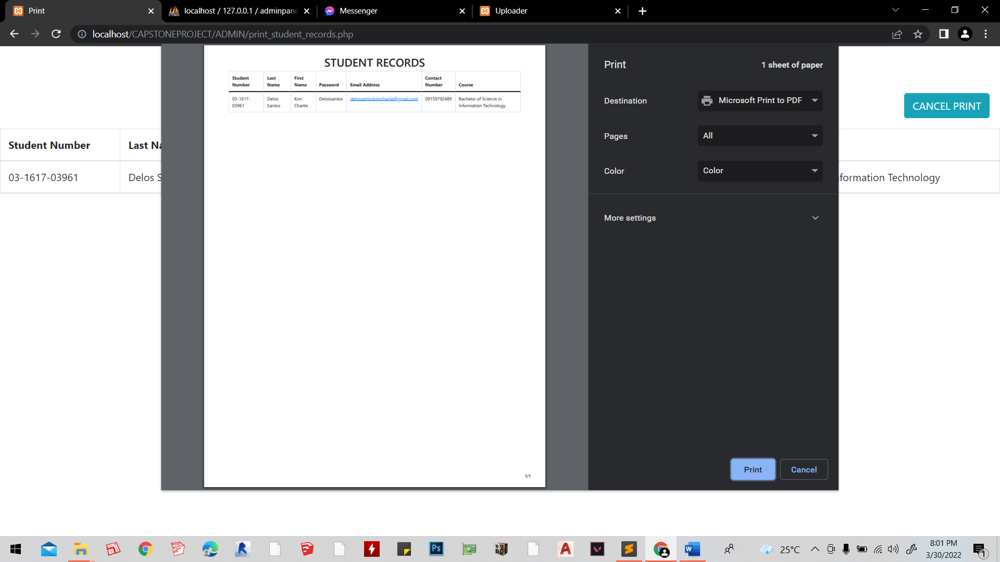 Print
localhost / 127.0.0.1 / adminpane
Messenger
Uploader
localhost/CAPSTONEPROJECT/ADMIN/print_student_records.php
CANCEL PRINT
Student Number
Last Na
03-1617-03961
Delos S
formation Technology
STUDENT RECORDS
Student Number
Last Name
First Name
Password
Email Address
Contact Number
Course
03-1617-
03961
Delos
Santos
Kim
Charlie
Delossantos
delossantoskimcharlie@gmail.com
09159792489
Bachelor of Science in
Information Technology
1/1
Print
1 sheet of paper
Destination
Microsoft Print to PDF
Pages
All
Color
Color
More settings
Print
Cancel
Ps
25°C
8:01 PM
3/30/2022
1